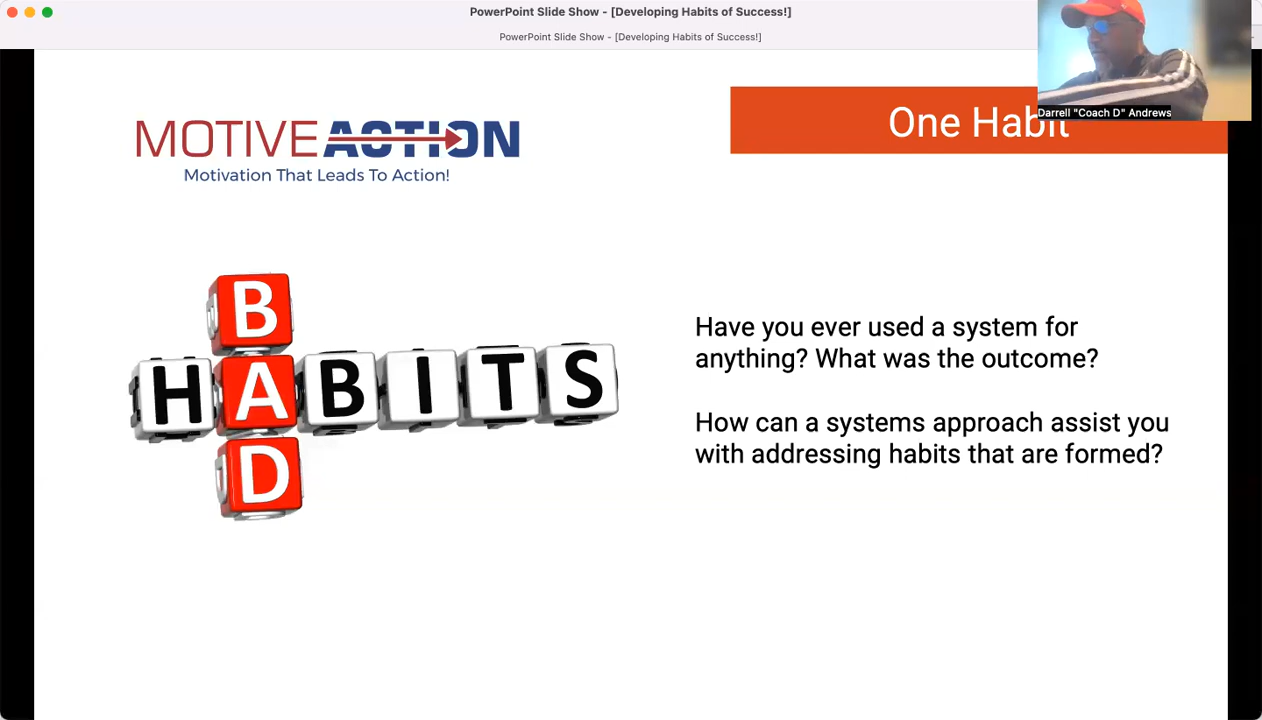 PowerPoint Slide Show - [Developing Habits of Success!]
PowerPoint Slide Show - [Developing Habits of Success!]
Darrell "Coach D" Andrews
One Habit
MOTIVEACTION
Motivation That Leads To Action!
BAD
HABITS
Have you ever used a system for
anything? What was the outcome?
How can a systems approach assist you
with addressing habits that are formed?